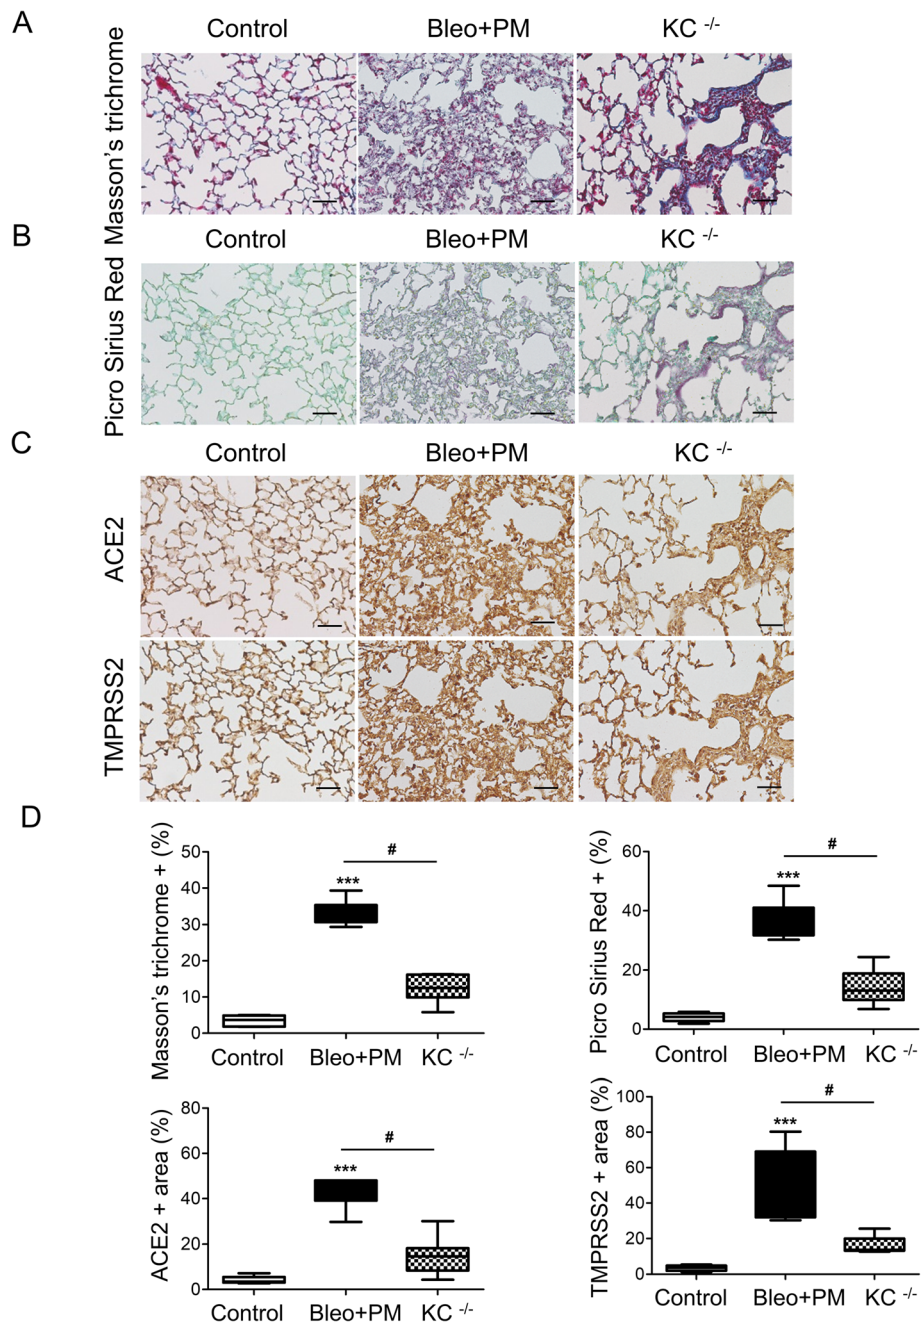 A
Control
Bleo+PM
KC -/-
Masson's trichrome
B
Control
Bleo+PM
KC -/-
Picro Sirius Red
C
Control
Bleo+PM
KC -/-
ACE2
TMPRSS2
D
Masson's trichrome + (%)
50
40
30
20
10
0
#
***
Control
Bleo+PM
KC -/-
Picro Sirius Red + (%)
60
40
20
0
#
***
Control
Bleo+PM
KC -/-
ACE2 + area (%)
80
60
40
20
0
#
***
Control
Bleo+PM
KC -/-
TMPRSS2 + area (%)
100
80
60
40
20
0
#
***
Control
Bleo+PM
KC -/-